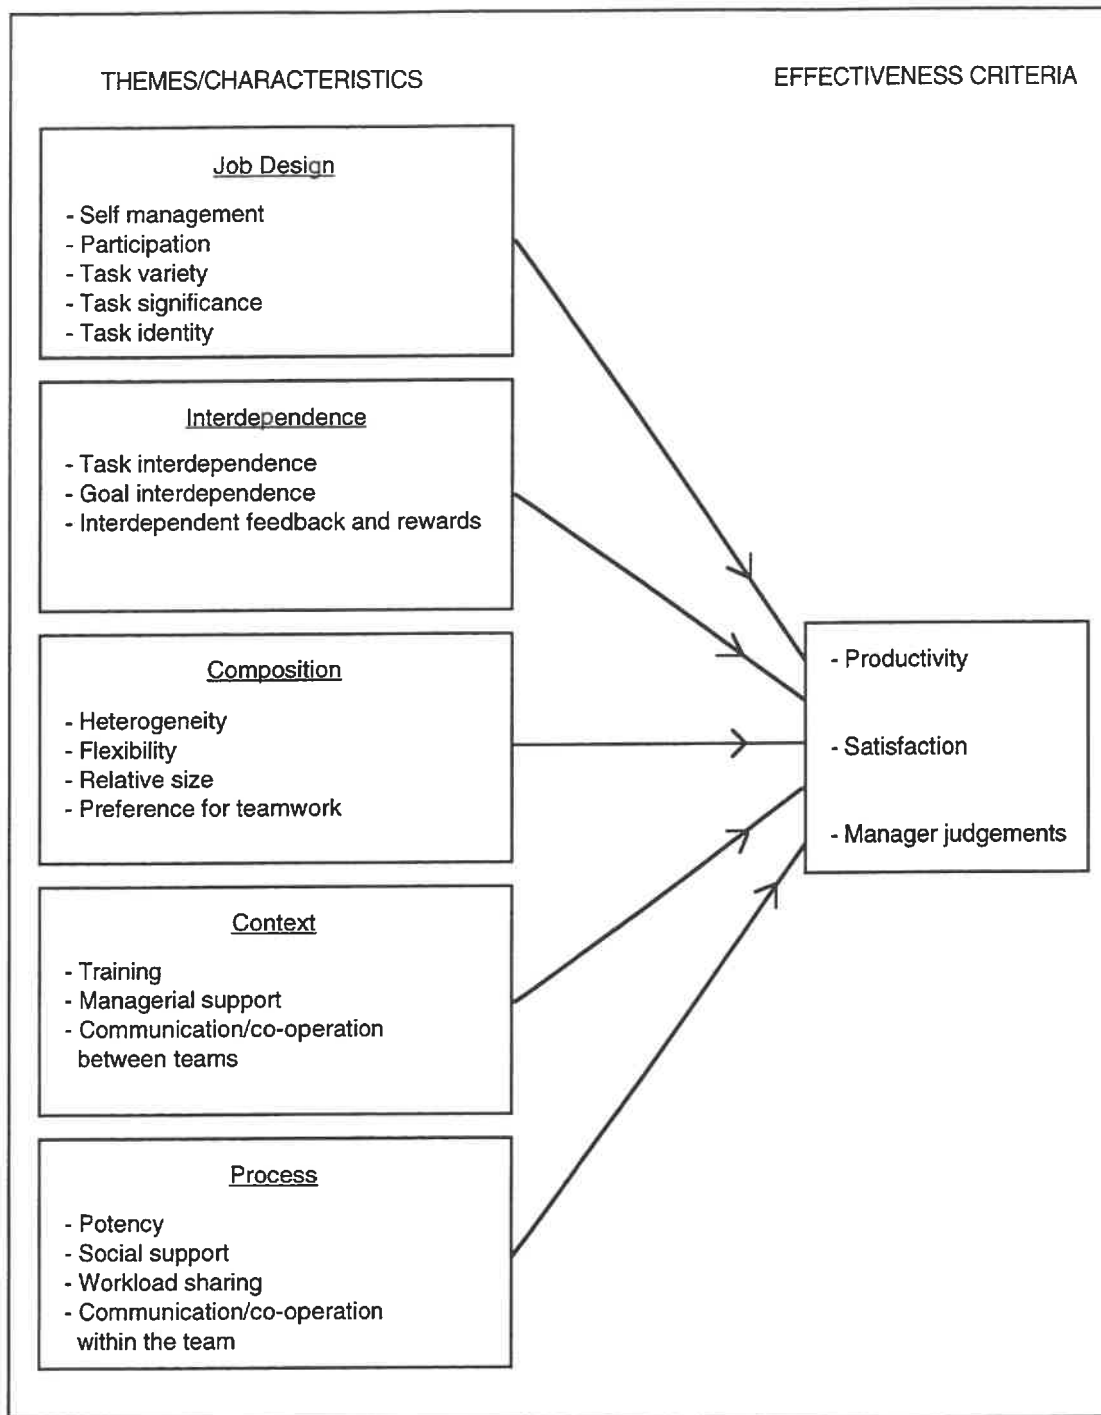 THEMES/CHARACTERISTICS
EFFECTIVENESS CRITERIA
Job Design
- Self management
- Participation
- Task variety
- Task significance
- Task identity
Interdependence
- Task interdependence
- Goal interdependence
- Interdependent feedback and rewards
Composition
- Heterogeneity
- Flexibility
- Relative size
- Preference for teamwork
Context
- Training
- Managerial support
- Communication/co-operation
between teams
Process
- Potency
- Social support
- Workload sharing
- Communication/co-operation
within the team
- Productivity
- Satisfaction
- Manager judgements